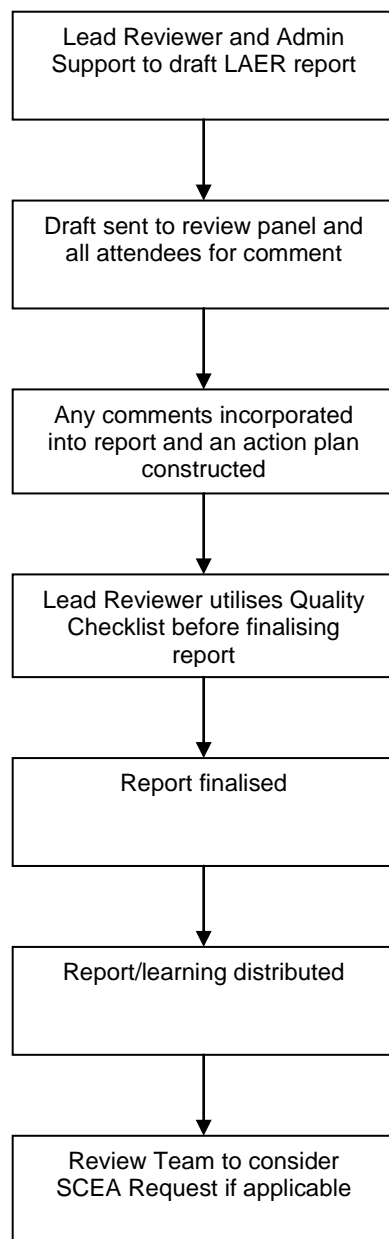 Lead Reviewer and Admin
Support to draft LAER report
Draft sent to review panel and
all attendees for comment
Any comments incorporated
into report and an action plan
constructed
Lead Reviewer utilises Quality
Checklist before finalising
report
Report finalised
Report/learning distributed
Review Team to consider
SCEA Request if applicable